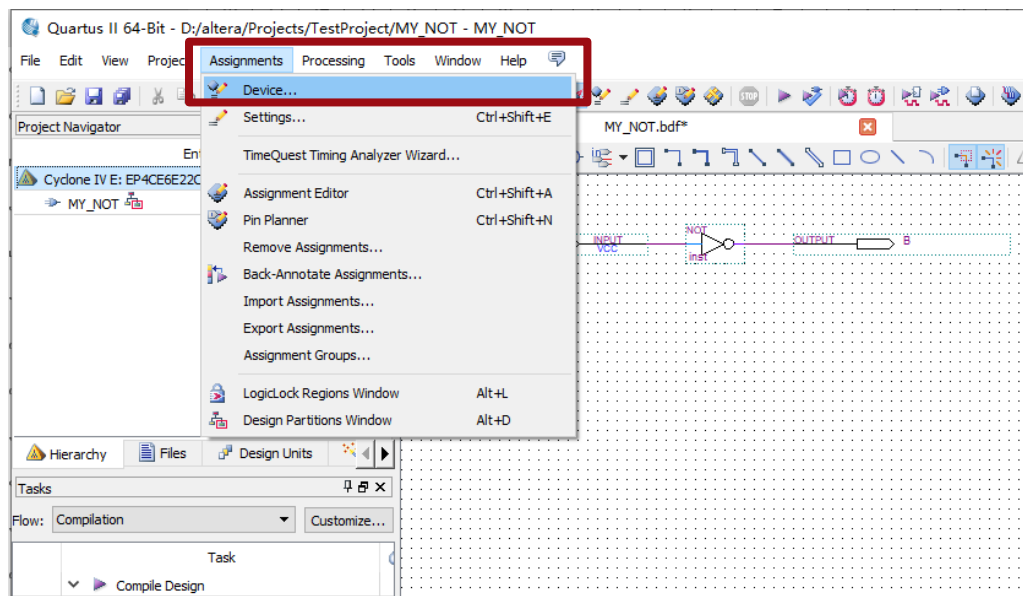 Quartus II 64-Bit - D:/altera/Projects/TestProject/MY_NOT - MY_NOT
File Edit View Projec Assignments Processing Tools Window Help
Device...
Settings... Ctrl+Shift+E
TimeQuest Timing Analyzer Wizard...
Assignment Editor Ctrl+Shift+A
Pin Planner Ctrl+Shift+N
Remove Assignments...
Back-Annotate Assignments...
Import Assignments...
Export Assignments...
Assignment Groups...
LogicLock Regions Window Alt+L
Design Partitions Window Alt+D
STOP
Project Navigator
MY_NOT.bdf*
Ent
Cyclone IV E: EP4CE6E22C
MY_NOT
INPUT
VCC
NOT
inst
OUTPUT
B
Hierarchy Files Design Units
Tasks
Flow: Compilation Customize...
Task
Compile Design